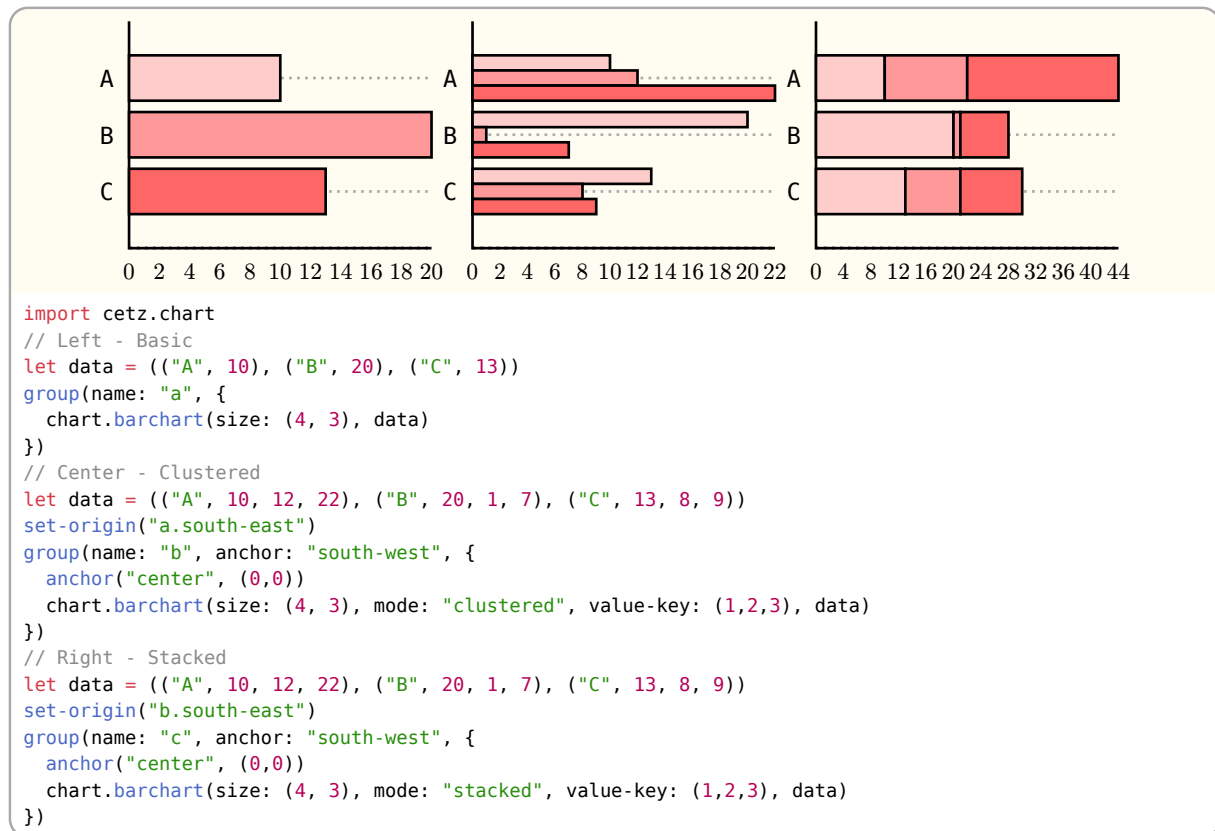 A A A
B B B
C C C
0 2 4 6 8 10 12 14 16 18 20 0 2 4 6 8 10 12 14 16 18 20 22 0 4 8 12 16 20 24 28 32 36 40 44
import cetz.chart
// Left - Basic
let data = (("A", 10), ("B", 20), ("C", 13))
group(name: "a", {
  chart.barchart(size: (4, 3), data)
})
// Center - Clustered
let data = (("A", 10, 12, 22), ("B", 20, 1, 7), ("C", 13, 8, 9))
set-origin("a.south-east")
group(name: "b", anchor: "south-west", {
  anchor("center", (0,0))
  chart.barchart(size: (4, 3), mode: "clustered", value-key: (1,2,3), data)
})
// Right - Stacked
let data = (("A", 10, 12, 22), ("B", 20, 1, 7), ("C", 13, 8, 9))
set-origin("b.south-east")
group(name: "c", anchor: "south-west", {
  anchor("center", (0,0))
  chart.barchart(size: (4, 3), mode: "stacked", value-key: (1,2,3), data)
})